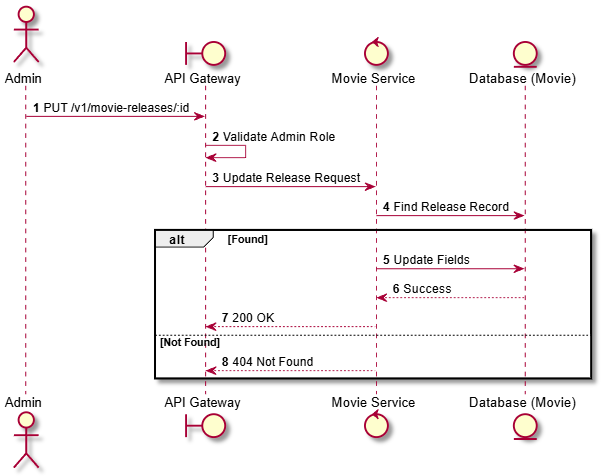 Admin
API Gateway
Movie Service
Database (Movie)
1 PUT /v1/movie-releases/:id
2 Validate Admin Role
3 Update Release Request
4 Find Release Record
alt [Found]
5 Update Fields
6 Success
7 200 OK
[Not Found]
8 404 Not Found
Admin
API Gateway
Movie Service
Database (Movie)